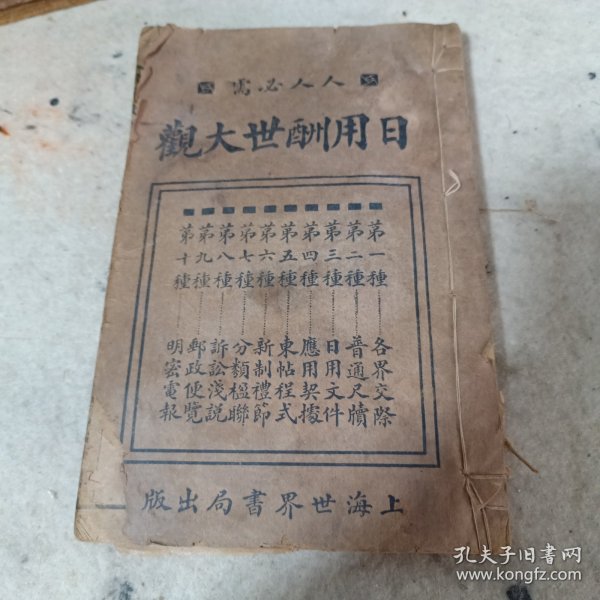 人人必需
日用酬世大觀
第一種 各界交際
第二種 普通尺牘
第三種 日用文件
第四種 應用契據
第五種 柬帖程式
第六種 新制禮節
第七種 分類楹聯
第八種 訴訟淺說
第九種 郵政便覽
第十種 明密電報
上海世界書局出版
孔夫子旧书网
www.kongfz.com